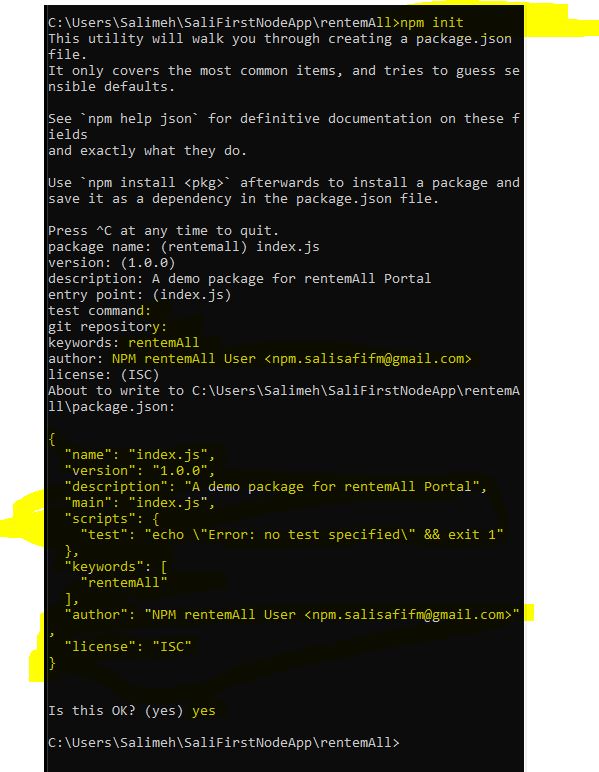 C:\Users\Salimeh\SaliFirstNodeApp\rentemAll>npm init
This utility will walk you through creating a package.json
file.
It only covers the most common items, and tries to guess se
nsible defaults.
See `npm help json` for definitive documentation on these f
ields
and exactly what they do.
Use `npm install <pkg>` afterwards to install a package and
save it as a dependency in the package.json file.
Press ^C at any time to quit.
package name: (rentemall) index.js
version: (1.0.0)
description: A demo package for rentemAll Portal
entry point: (index.js)
test command:
git repository:
keywords: rentemAll
author: NPM rentemAll User <npm.salisafifm@gmail.com>
license: (ISC)
About to write to C:\Users\Salimeh\SaliFirstNodeApp\rentemA
ll\package.json:
{
  "name": "index.js",
  "version": "1.0.0",
  "description": "A demo package for rentemAll Portal",
  "main": "index.js",
  "scripts": {
    "test": "echo \"Error: no test specified\" && exit 1"
  },
  "keywords": [
    "rentemAll"
  ],
  "author": "NPM rentemAll User <npm.salisafifm@gmail.com>"
,
  "license": "ISC"
}
Is this OK? (yes) yes
C:\Users\Salimeh\SaliFirstNodeApp\rentemAll>